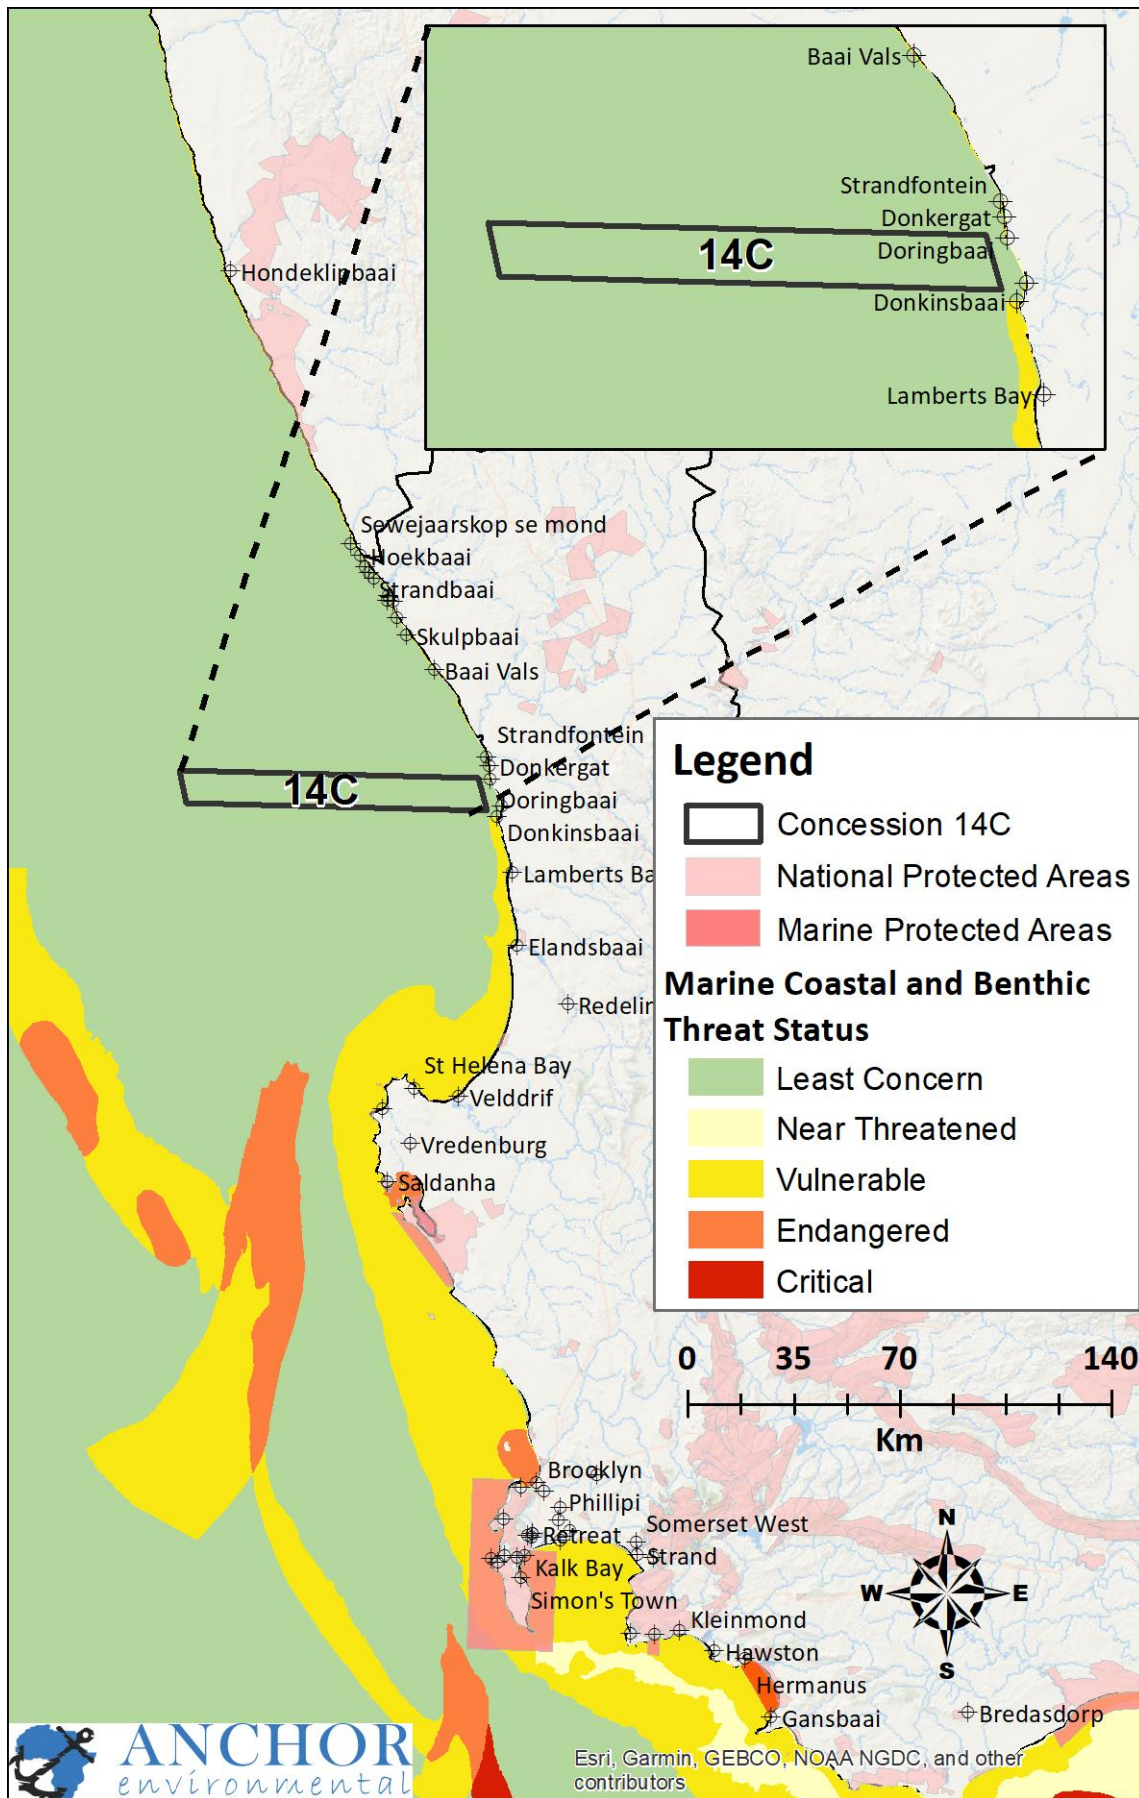 Baai Vals
Strandfontein
Donkergat
14C
Doringbaai
Donkinsbaai
Lamberts Bay
Hondeklipbaai
Sewejaarskop se mond
Hoekbaai
Strandbaai
Skulpbaai
Baai Vals
Strandfontein
Donkergat
14C
Doringbaai
Donkinsbaai
Lamberts Ba
Elandsbaai
Redelin
St Helena Bay
Velddrif
Vredenburg
Saldanha
Legend
Concession 14C
National Protected Areas
Marine Protected Areas
Marine Coastal and Benthic
Threat Status
Least Concern
Near Threatened
Vulnerable
Endangered
Critical
0 35 70 140
Km
Brooklyn
Phillipi
Retreat
Somerset West
Strand
Kalk Bay
Simon's Town
Kleinmond
Hawston
Hermanus
Gansbaai
Bredasdorp
N
W E
S
ANCHOR
environmental
Esri, Garmin, GEBCO, NOAA NGDC, and other
contributors